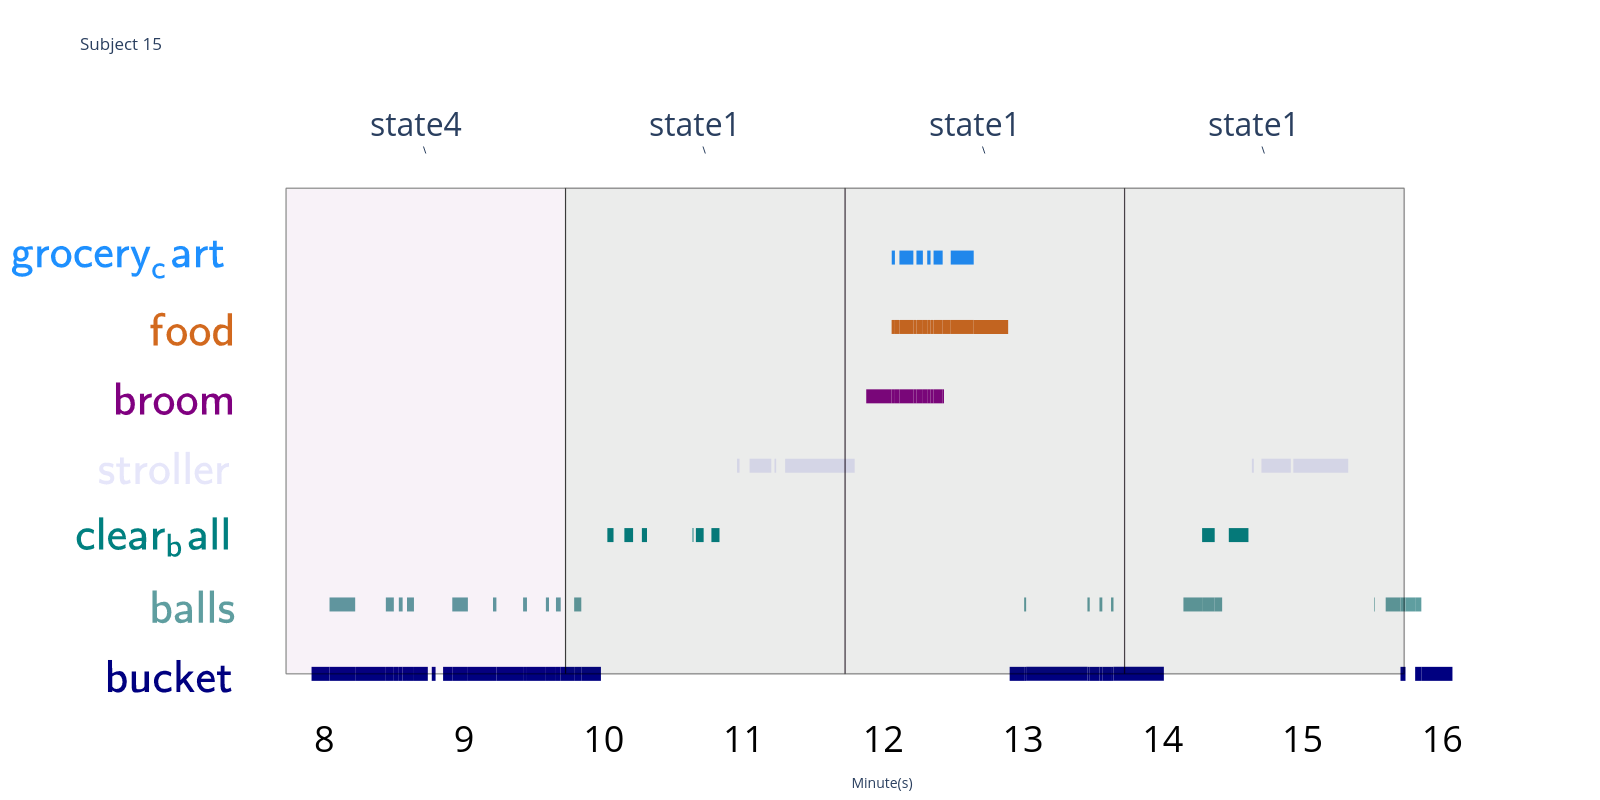 Subject 15
state4 state1 state1 state1
grocery_cart
food
broom
stroller
clear_ball
balls
bucket
8 9 10 11 12 13 14 15 16
Minute(s)